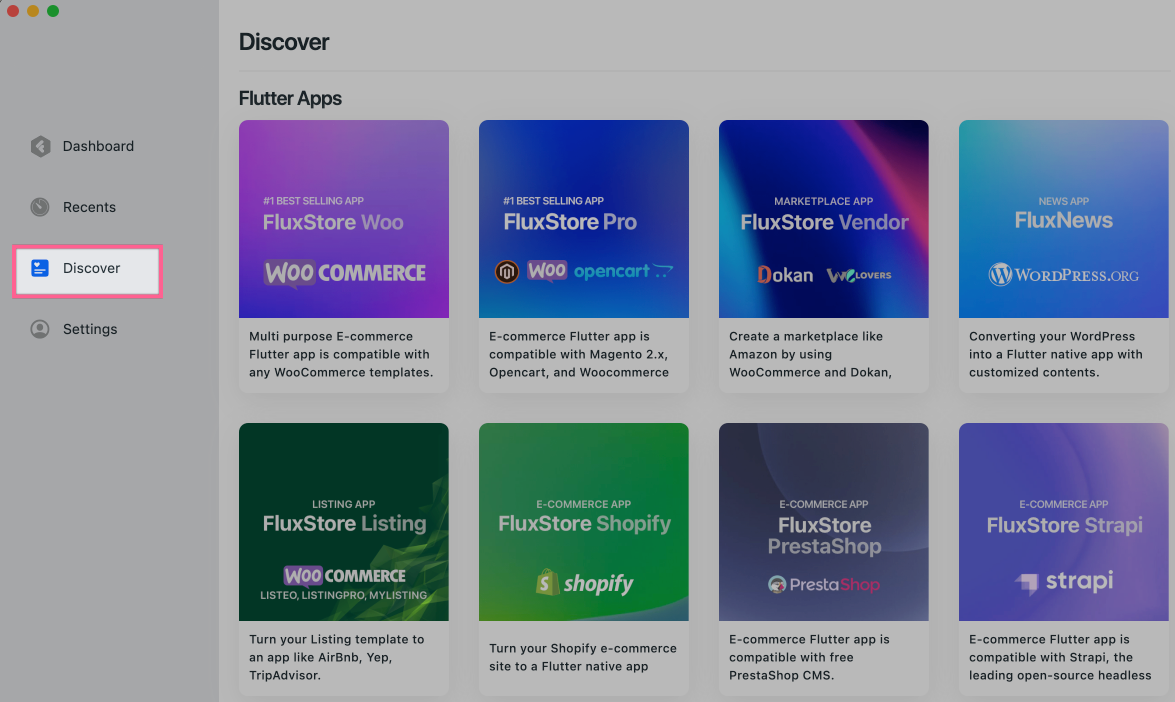 Discover
Dashboard
Recents
Discover
Settings
Flutter Apps
#1 BEST SELLING APP
FluxStore Woo
WOO COMMERCE
Multi purpose E-commerce
Flutter app is compatible with
any WooCommerce templates.
#1 BEST SELLING APP
FluxStore Pro
WOO opencart
E-commerce Flutter app is
compatible with Magento 2.x,
Opencart, and Woocommerce
MARKETPLACE APP
FluxStore Vendor
Dokan WC LOVERS
Create a marketplace like
Amazon by using
WooCommerce and Dokan,
NEWS APP
FluxNews
WORDPRESS.ORG
Converting your WordPress
into a Flutter native app with
customized contents.
LISTING APP
FluxStore Listing
WOO COMMERCE
LISTEO, LISTINGPRO, MYLISTING
Turn your Listing template to
an app like AirBnb, Yep,
TripAdvisor.
E-COMMERCE APP
FluxStore Shopify
shopify
Turn your Shopify e-commerce
site to a Flutter native app
E-COMMERCE APP
FluxStore
PrestaShop
PrestaShop
E-commerce Flutter app is
compatible with free
PrestaShop CMS.
E-COMMERCE APP
FluxStore Strapi
strapi
E-commerce Flutter app is
compatible with Strapi, the
leading open-source headless